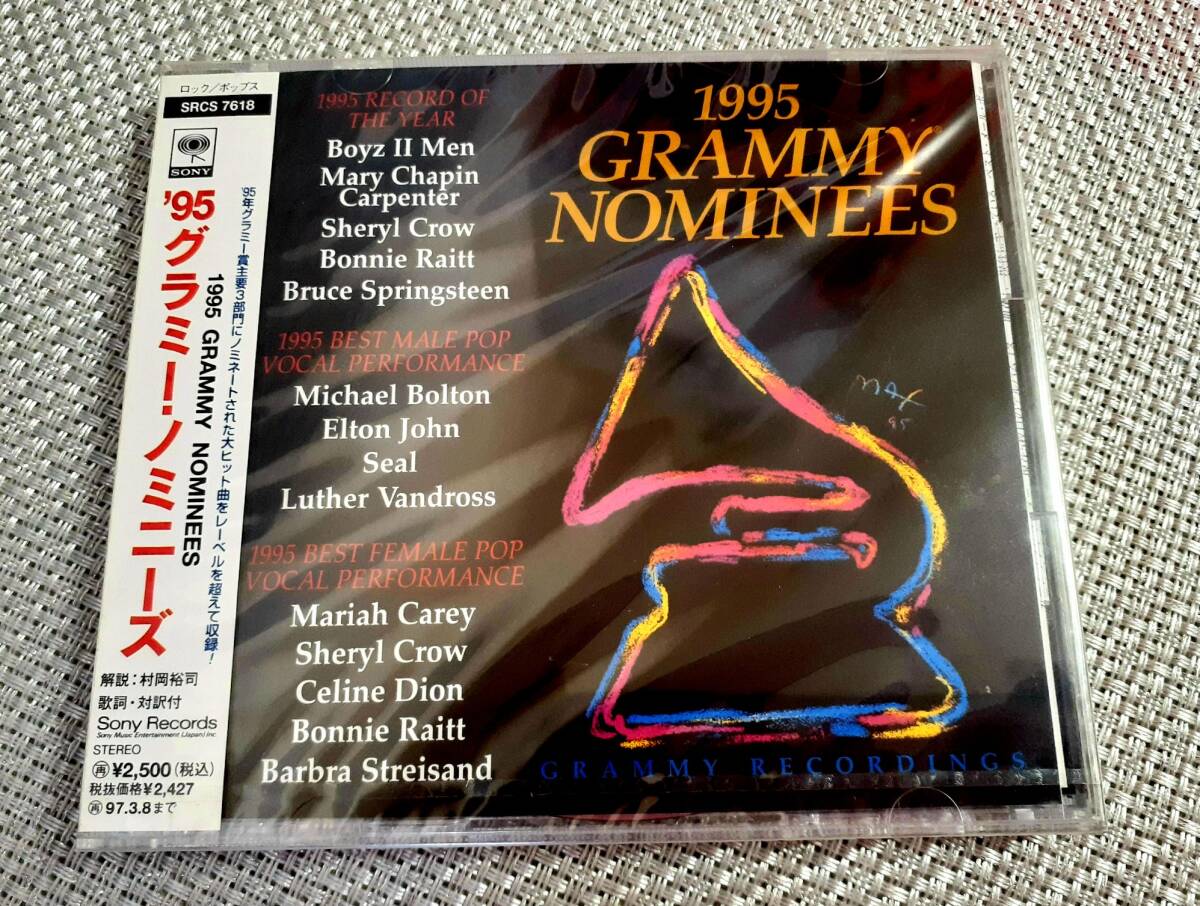 ロック/ポップス
SRCS 7618
SONY
'95グラミー・ノミニーズ
1995 GRAMMY NOMINEES
'95年グラミー賞主要3部門にノミネートされた大ヒット曲をレーベルを超えて収録!
解説:村岡裕司
歌詞・対訳付
Sony Records
Sony Music Entertainment (Japan) Inc.
STEREO
再 ¥2,500(税込)
税抜価格¥2,427
再 97.3.8まで
1995 RECORD OF
THE YEAR
Boyz II Men
Mary Chapin
Carpenter
Sheryl Crow
Bonnie Raitt
Bruce Springsteen
1995 BEST MALE POP
VOCAL PERFORMANCE
Michael Bolton
Elton John
Seal
Luther Vandross
1995 BEST FEMALE POP
VOCAL PERFORMANCE
Mariah Carey
Sheryl Crow
Celine Dion
Bonnie Raitt
Barbra Streisand
1995
GRAMMY®
NOMINEES
MAX
95
GRAMMY RECORDINGS